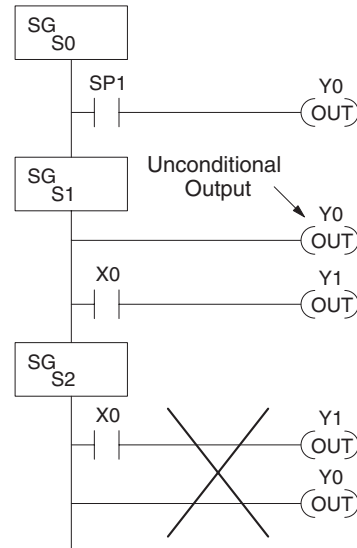 SG
S0
SP1
Y0
OUT
SG
S1
Unconditional
Output
Y0
OUT
X0
Y1
OUT
SG
S2
X0
Y1
OUT
Y0
OUT